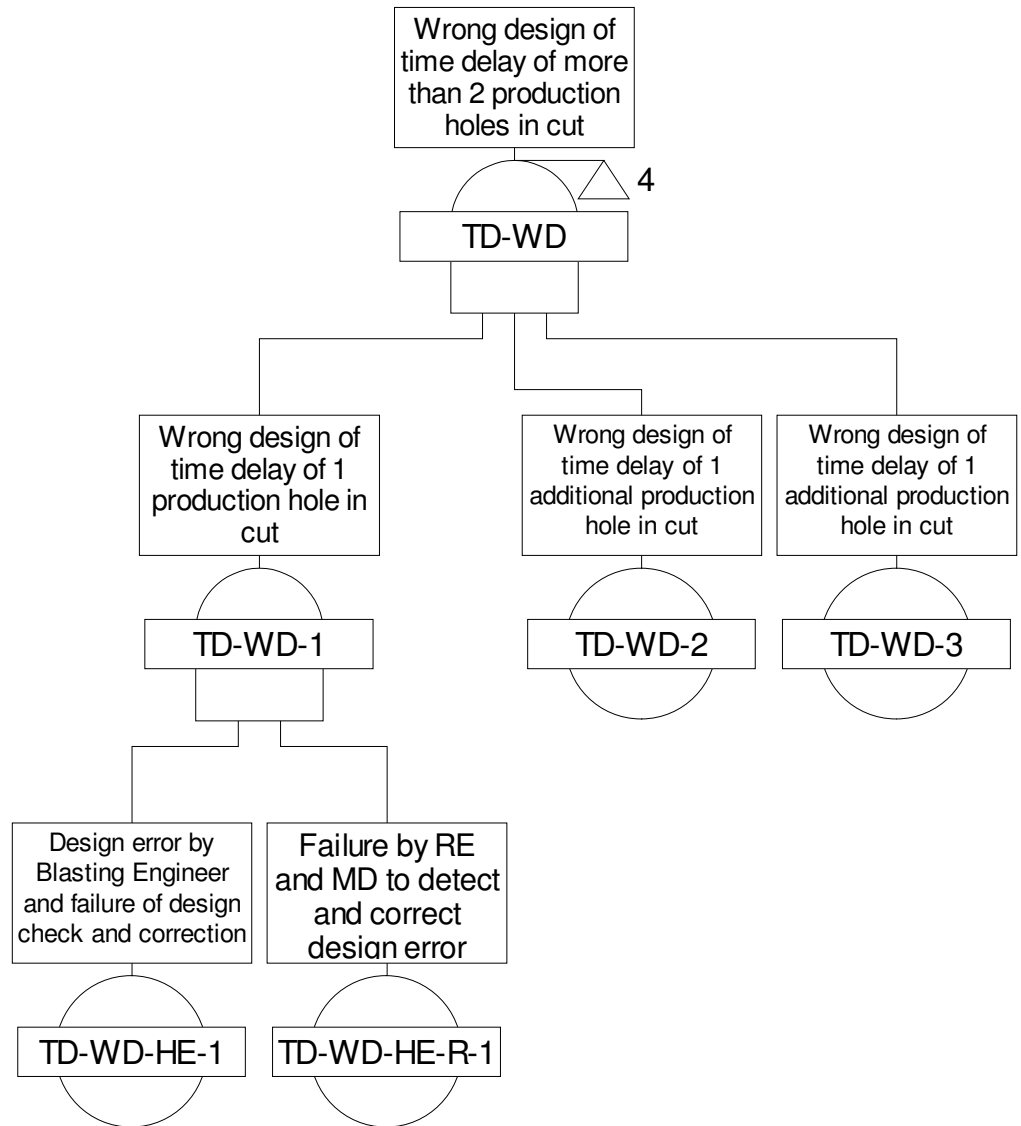 Wrong design of
time delay of more
than 2 production
holes in cut
4
TD-WD
Wrong design of
time delay of 1
production hole in
cut
Wrong design of
time delay of 1
additional production
hole in cut
Wrong design of
time delay of 1
additional production
hole in cut
TD-WD-1
TD-WD-2
TD-WD-3
Design error by
Blasting Engineer
and failure of design
check and correction
Failure by RE
and MD to detect
and correct
design error
TD-WD-HE-1
TD-WD-HE-R-1